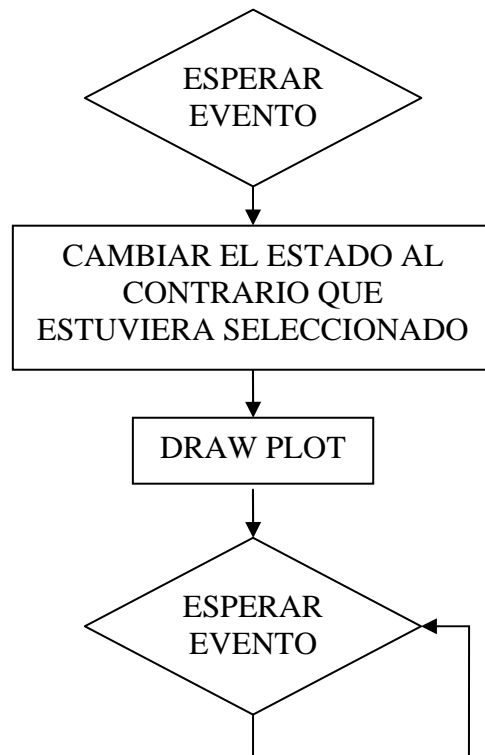 ESPERAR
EVENTO
CAMBIAR EL ESTADO AL
CONTRARIO QUE
ESTUVIERA SELECCIONADO
DRAW PLOT
ESPERAR
EVENTO